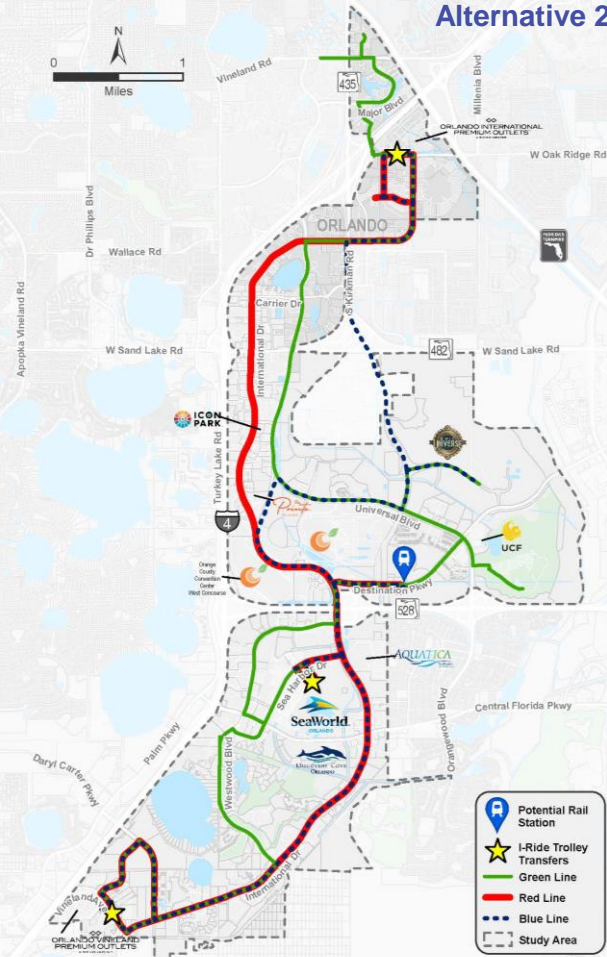 Alternative 2
N
0 1
Miles
Vineland Rd
435
Major Blvd
Millenia Blvd
ORLANDO INTERNATIONAL
PREMIUM OUTLETS
W Oak Ridge Rd
Dr Phillips Blvd
ORLANDO
Wallace Rd
S Kirkman Rd
Apopka Vineland Rd
Carrier Dr
International Dr
W Sand Lake Rd
482
W Sand Lake Rd
ICON
PARK
Turkey Lake Rd
UNIVERSE
Pointe
4
Universal Blvd
UCF
Orange
County
Convention
Center
West Concourse
Destination Pkwy
528
AQUATICA
Sea Harbor Dr
SeaWorld
ORLANDO
Central Florida Pkwy
Palm Pkwy
Orangewood Blvd
Discovery Cove
ORLANDO
Westwood Blvd
Daryl Carter Pkwy
International Dr
Vineland Ave
ORLANDO VINELAND
PREMIUM OUTLETS
Potential Rail
Station
I-Ride Trolley
Transfers
Green Line
Red Line
Blue Line
Study Area